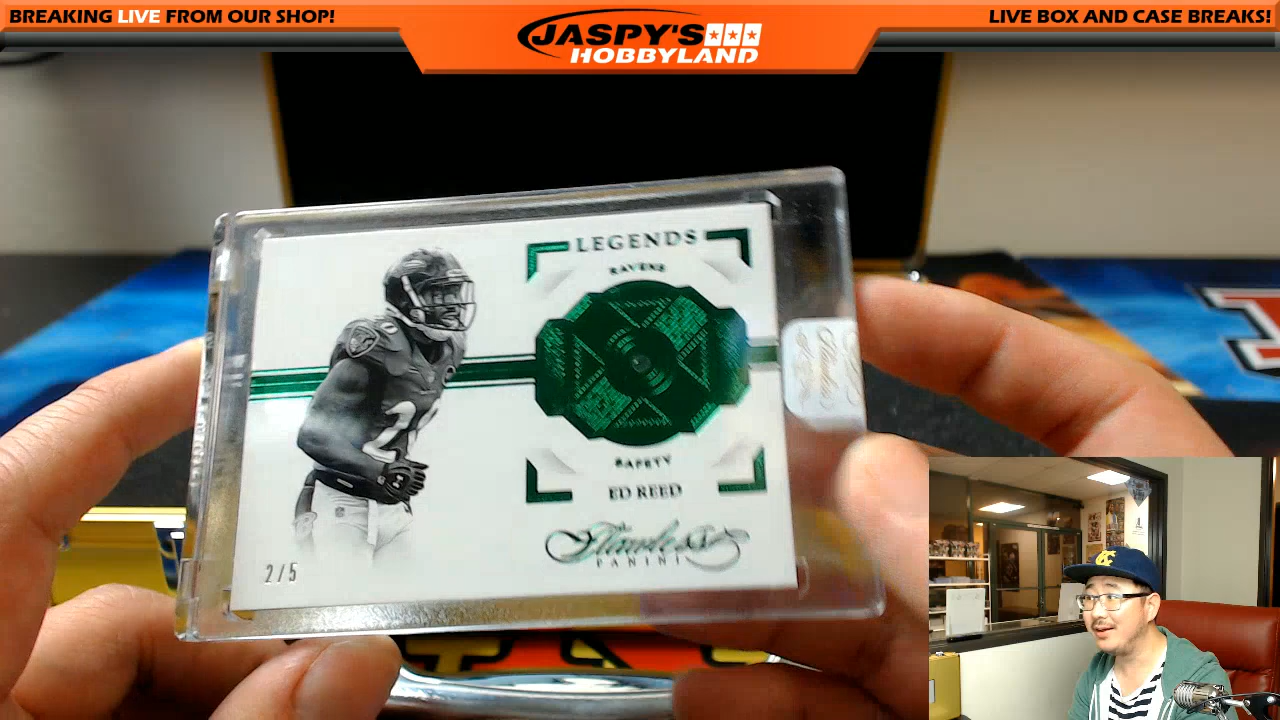 BREAKING LIVE FROM OUR SHOP!
JASPY'S
HOBBYLAND
LIVE BOX AND CASE BREAKS!
LEGENDS
RAVENS
SAFETY
ED REED
Flawless
PANINI
2/5